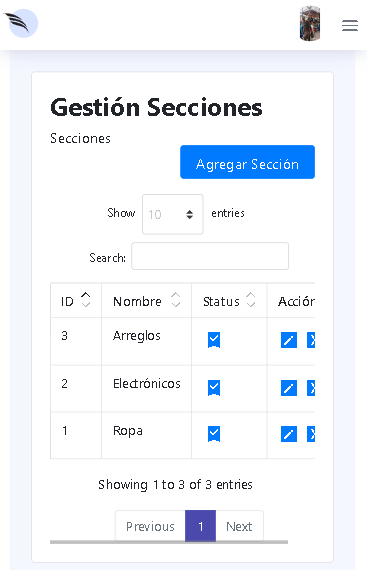 Gestión Secciones
Secciones
Agregar Sección
Show 10 entries
Search:
ID Nombre Status Acción
3 Arreglos
2 Electrónicos
1 Ropa
Showing 1 to 3 of 3 entries
Previous 1 Next